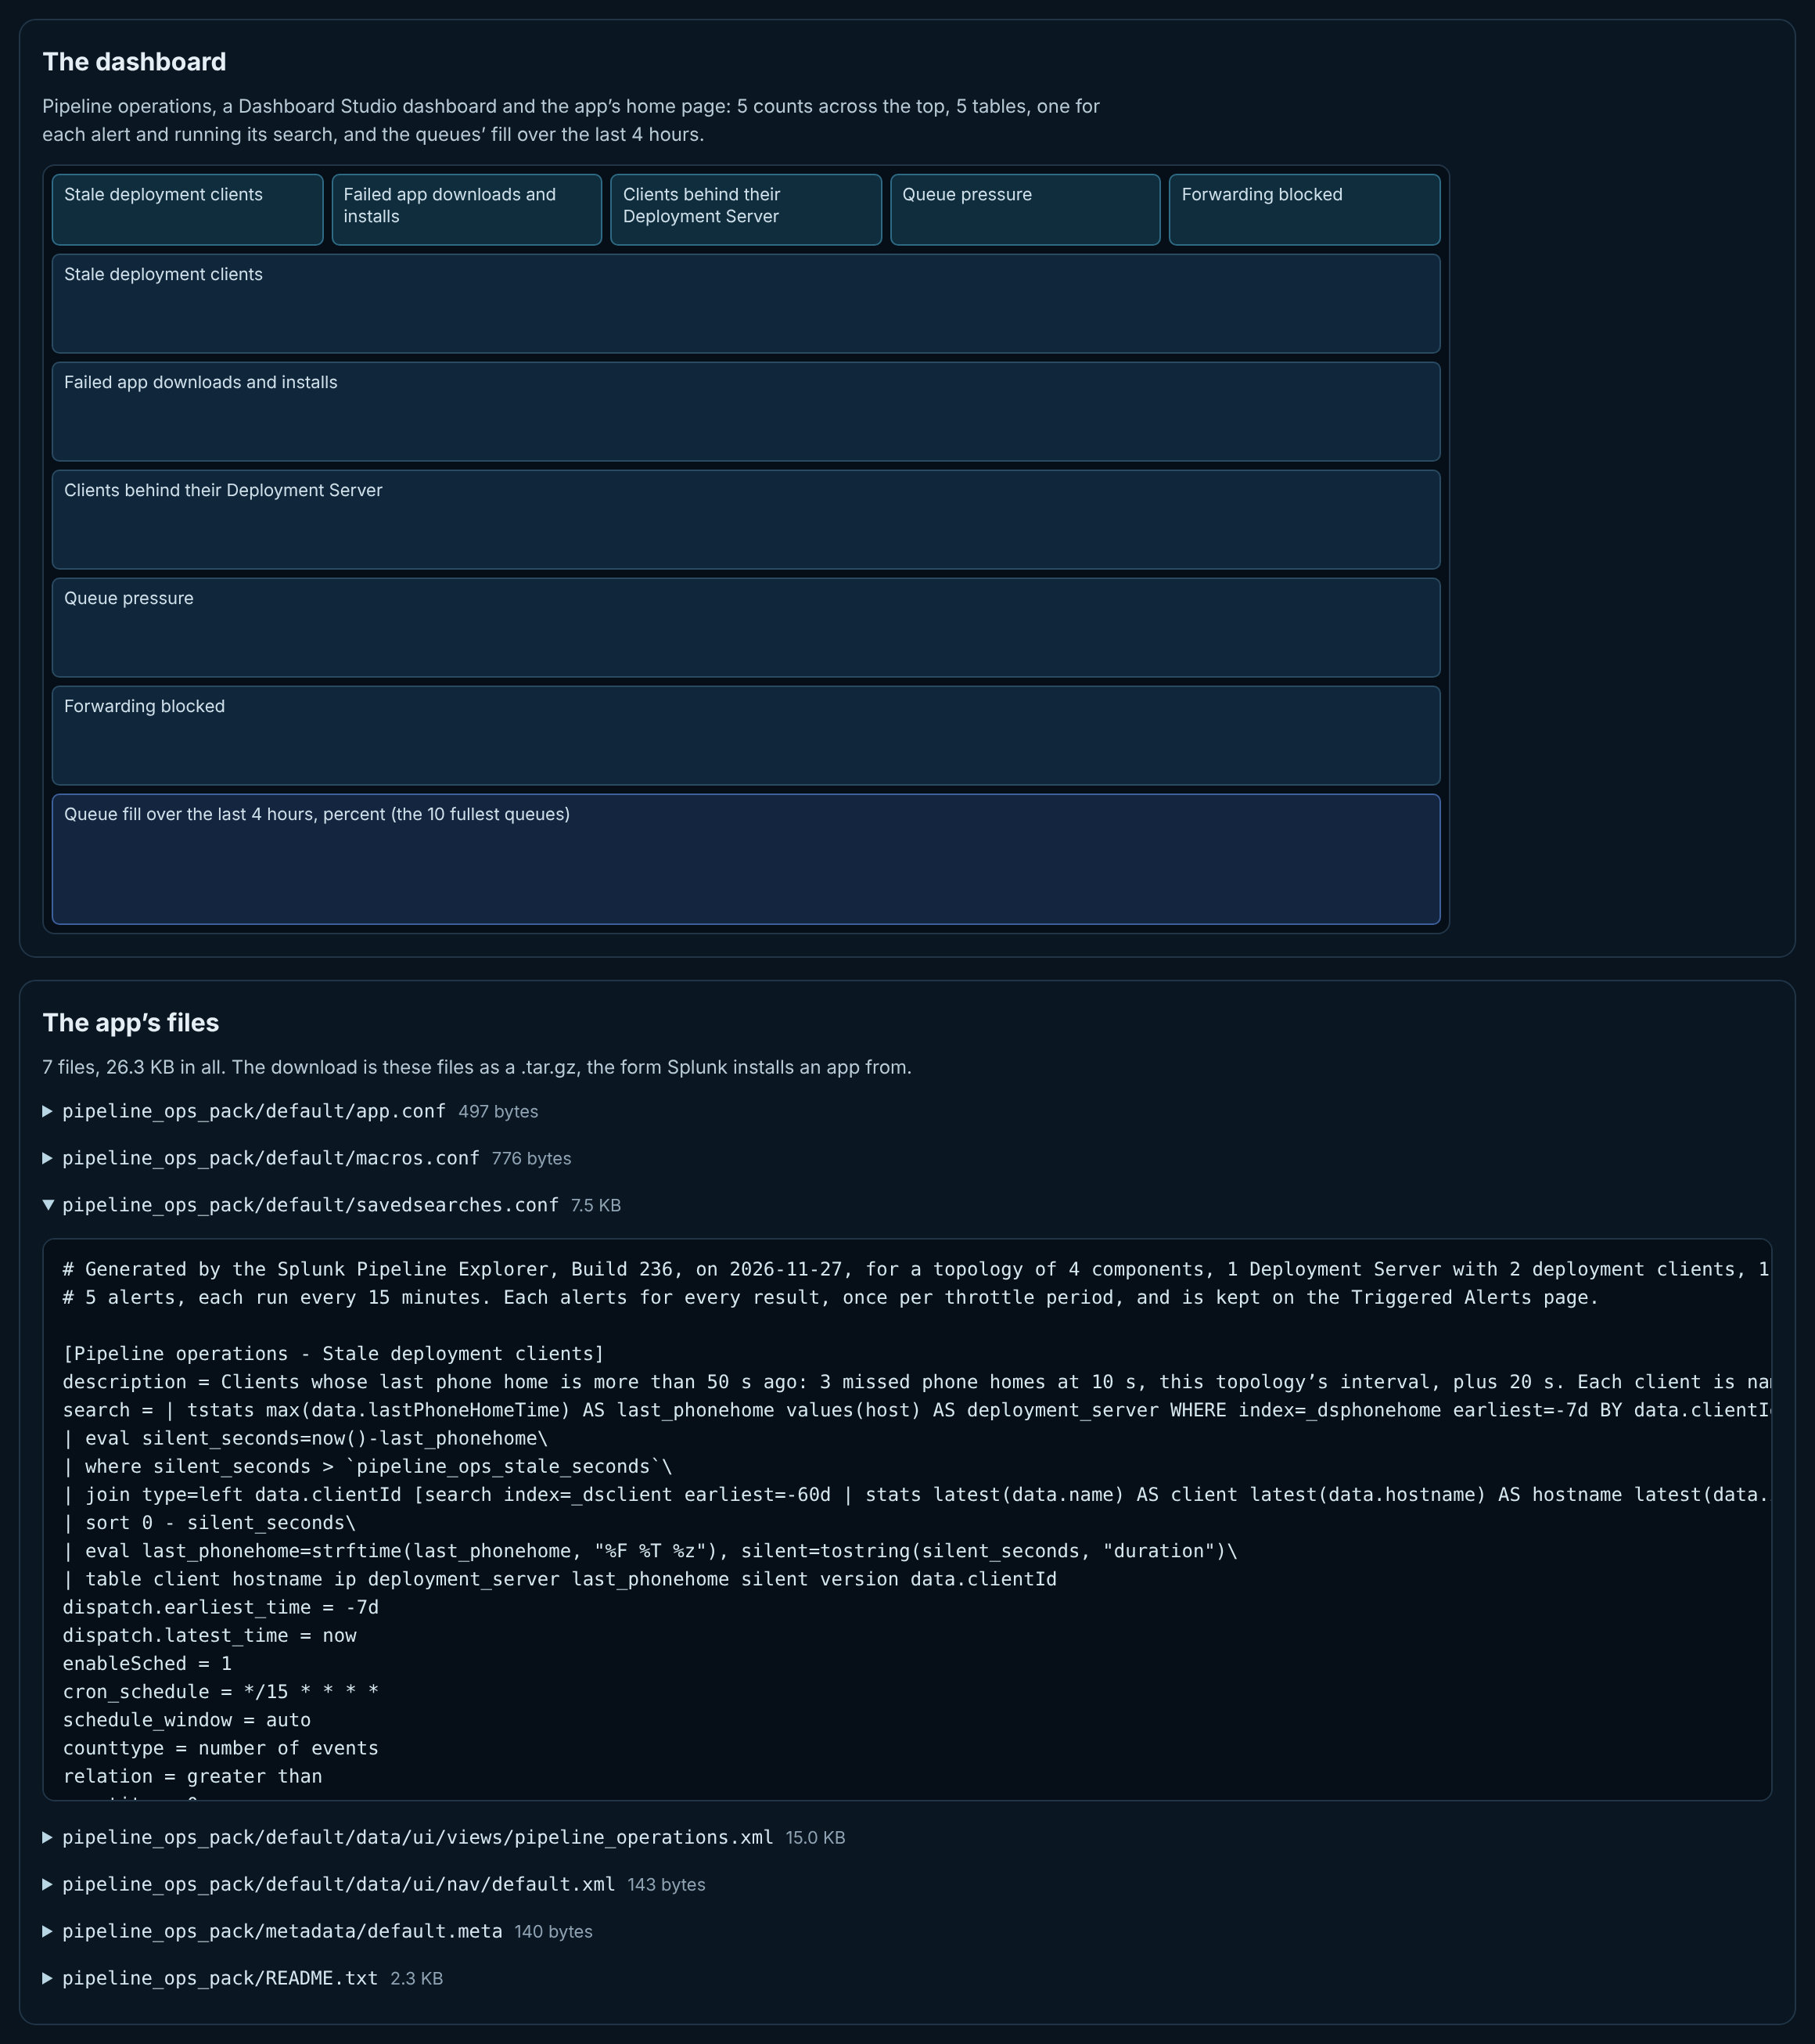 The dashboard
Pipeline operations, a Dashboard Studio dashboard and the app’s home page: 5 counts across the top, 5 tables, one for
each alert and running its search, and the queues’ fill over the last 4 hours.
Stale deployment clients
Failed app downloads and
installs
Clients behind their
Deployment Server
Queue pressure
Forwarding blocked
Stale deployment clients
Failed app downloads and installs
Clients behind their Deployment Server
Queue pressure
Forwarding blocked
Queue fill over the last 4 hours, percent (the 10 fullest queues)
The app’s files
7 files, 26.3 KB in all. The download is these files as a .tar.gz, the form Splunk installs an app from.
▶ pipeline_ops_pack/default/app.conf 497 bytes
▶ pipeline_ops_pack/default/macros.conf 776 bytes
▼ pipeline_ops_pack/default/savedsearches.conf 7.5 KB
# Generated by the Splunk Pipeline Explorer, Build 236, on 2026-11-27, for a topology of 4 components, 1 Deployment Server with 2 deployment clients, 1
# 5 alerts, each run every 15 minutes. Each alerts for every result, once per throttle period, and is kept on the Triggered Alerts page.
[Pipeline operations - Stale deployment clients]
description = Clients whose last phone home is more than 50 s ago: 3 missed phone homes at 10 s, this topology’s interval, plus 20 s. Each client is
search = | tstats max(data.lastPhoneHomeTime) AS last_phonehome values(host) AS deployment_server WHERE index=_dsphonehome earliest=-7d BY
| eval silent_seconds=now()-last_phonehome\
| where silent_seconds > `pipeline_ops_stale_seconds`\
| join type=left data.clientId [search index=_dsclient earliest=-60d | stats latest(data.name) AS client latest(data.hostname) AS hostname
| sort 0 - silent_seconds\
| eval last_phonehome=strftime(last_phonehome, "%F %T %z"), silent=tostring(silent_seconds, "duration")\
| table client hostname ip deployment_server last_phonehome silent version data.clientId
dispatch.earliest_time = -7d
dispatch.latest_time = now
enableSched = 1
cron_schedule = */15 * * * *
schedule_window = auto
counttype = number of events
relation = greater than
▶ pipeline_ops_pack/default/data/ui/views/pipeline_operations.xml 15.0 KB
▶ pipeline_ops_pack/default/data/ui/nav/default.xml 143 bytes
▶ pipeline_ops_pack/metadata/default.meta 140 bytes
▶ pipeline_ops_pack/README.txt 2.3 KB